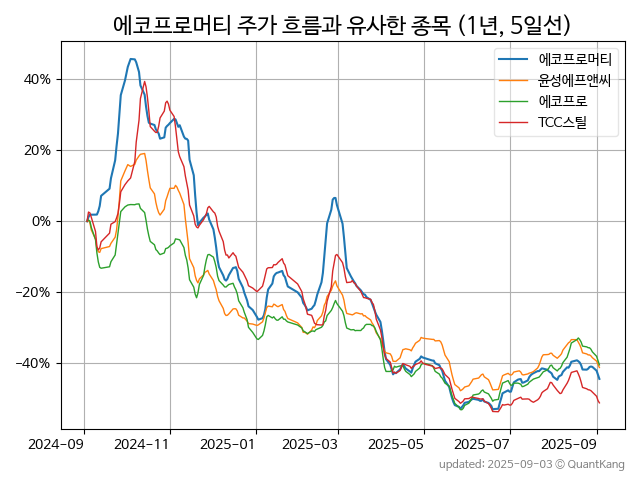 에코프로머티 주가 흐름과 유사한 종목 (1년, 5일선)
에코프로머티
윤성에프앤씨
에코프로
TCC스틸
40%
20%
0%
−20%
−40%
2024-09 2024-11 2025-01 2025-03 2025-05 2025-07 2025-09
updated: 2025-09-03 © QuantKang